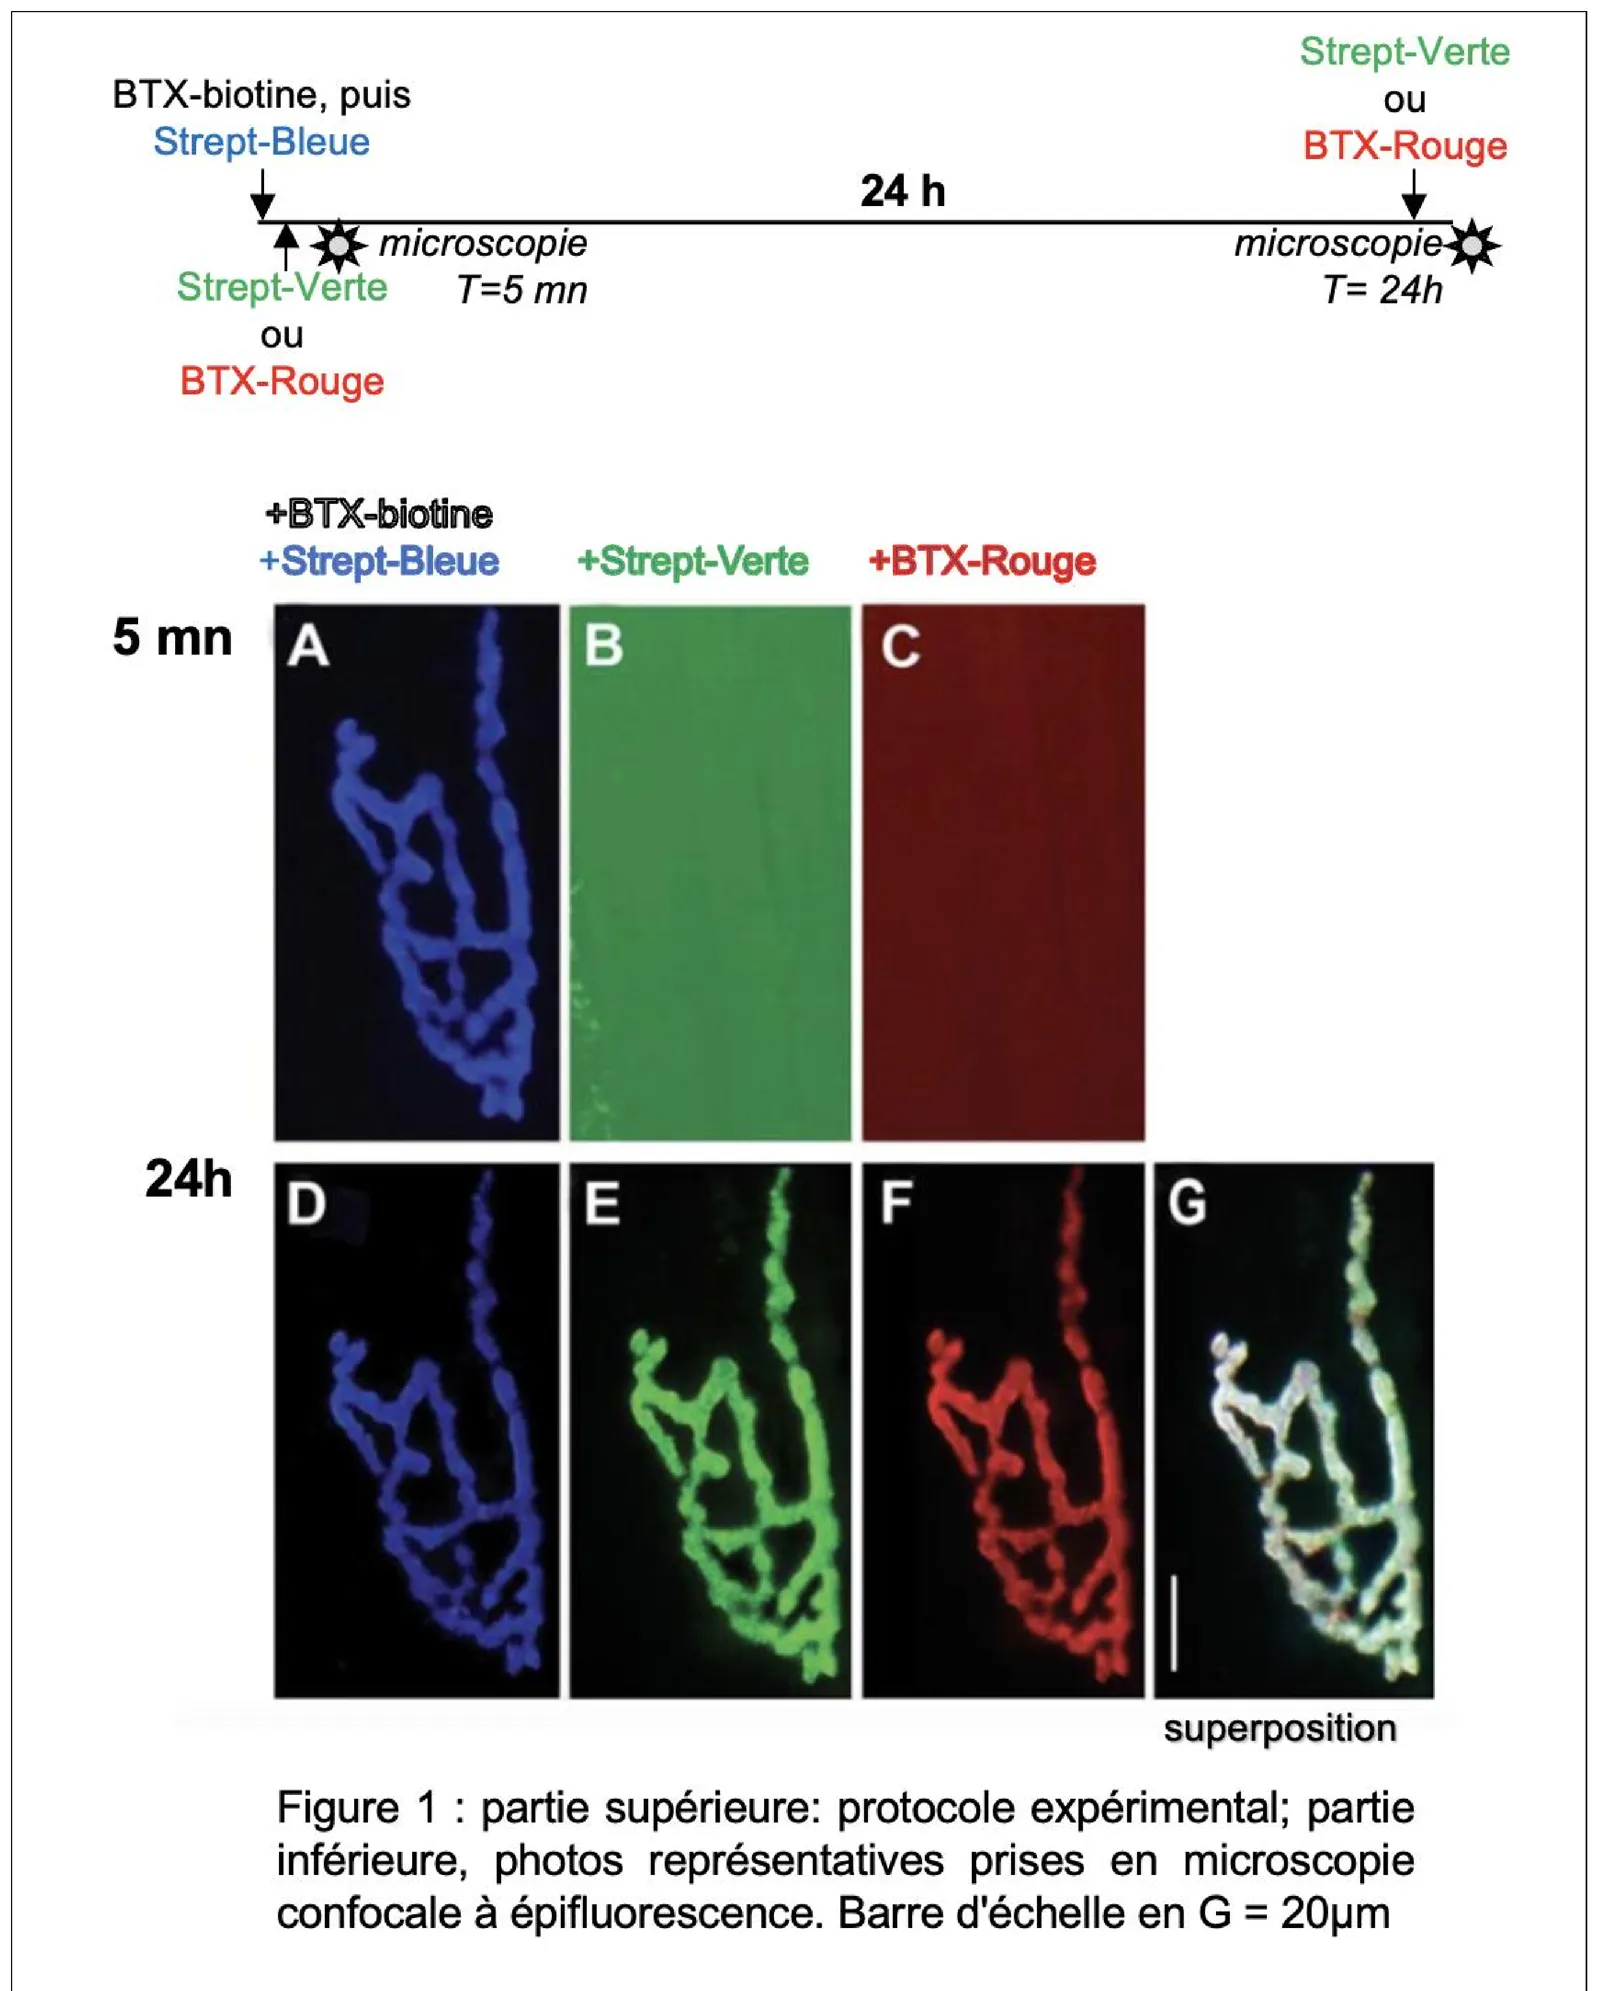 Strept-Verte
ou
BTX-Rouge
BTX-biotine, puis
Strept-Bleue
24 h
microscopie
T=5 mn
microscopie
T= 24h
Strept-Verte
ou
BTX-Rouge
+BTX-biotine
+Strept-Bleue
+Strept-Verte
+BTX-Rouge
5 mn
A
B
C
24h
D
E
F
G
superposition
Figure 1 : partie supérieure: protocole expérimental; partie
inférieure, photos représentatives prises en microscopie
confocale à épifluorescence. Barre d'échelle en G = 20µm